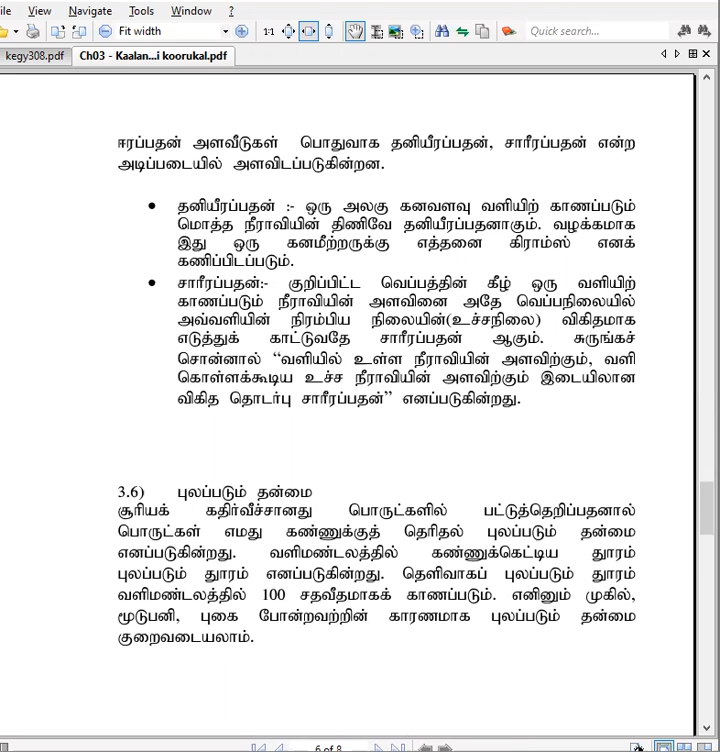 ile View Navigate Tools Window ?
Fit width 1:1 Quick search...
kegy308.pdf Ch03 - Kaalan...i koorukal.pdf
ஈரப்பதன் அளவீடுகள் பொதுவாக தனியீரப்பதன், சாரீரப்பதன் என்ற
அடிப்படையில் அளவிடப்படுகின்றன.
• தனியீரப்பதன் :- ஒரு அலகு கனவளவு வளியிற் காணப்படும்
மொத்த நீராவியின் திணிவே தனியீரப்பதனாகும். வழக்கமாக
இது ஒரு கனமீற்றருக்கு எத்தனை கிராம்ஸ் எனக்
கணிப்பிடப்படும்.
• சாரீரப்பதன்:- குறிப்பிட்ட வெப்பத்தின் கீழ் ஒரு வளியிற்
காணப்படும் நீராவியின் அளவினை அதே வெப்பநிலையில்
அவ்வளியின் நிரம்பிய நிலையின்(உச்சநிலை) விகிதமாக
எடுத்துக் காட்டுவதே சாரீரப்பதன் ஆகும். சுருங்கச்
சொன்னால் “வளியில் உள்ள நீராவியின் அளவிற்கும், வளி
கொள்ளக்கூடிய உச்ச நீராவியின் அளவிற்கும் இடையிலான
விகித தொடர்பு சாரீரப்பதன்” எனப்படுகின்றது.
3.6) புலப்படும் தன்மை
சூரியக் கதிர்வீச்சானது பொருட்களில் பட்டுத்தெறிப்பதனால்
பொருட்கள் எமது கண்ணுக்குத் தெரிதல் புலப்படும் தன்மை
எனப்படுகின்றது. வளிமண்டலத்தில் கண்ணுக்கெட்டிய தூரம்
புலப்படும் தூரம் எனப்படுகின்றது. தெளிவாகப் புலப்படும் தூரம்
வளிமண்டலத்தில் 100 சதவீதமாகக் காணப்படும். எனினும் முகில்,
மூடுபனி, புகை போன்றவற்றின் காரணமாக புலப்படும் தன்மை
குறைவடையலாம்.
6 of 8